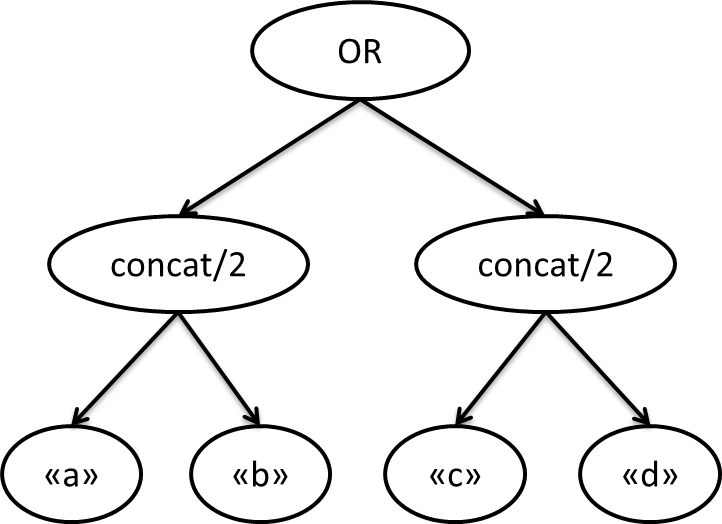 OR
concat/2
concat/2
«a»
«b»
«c»
«d»